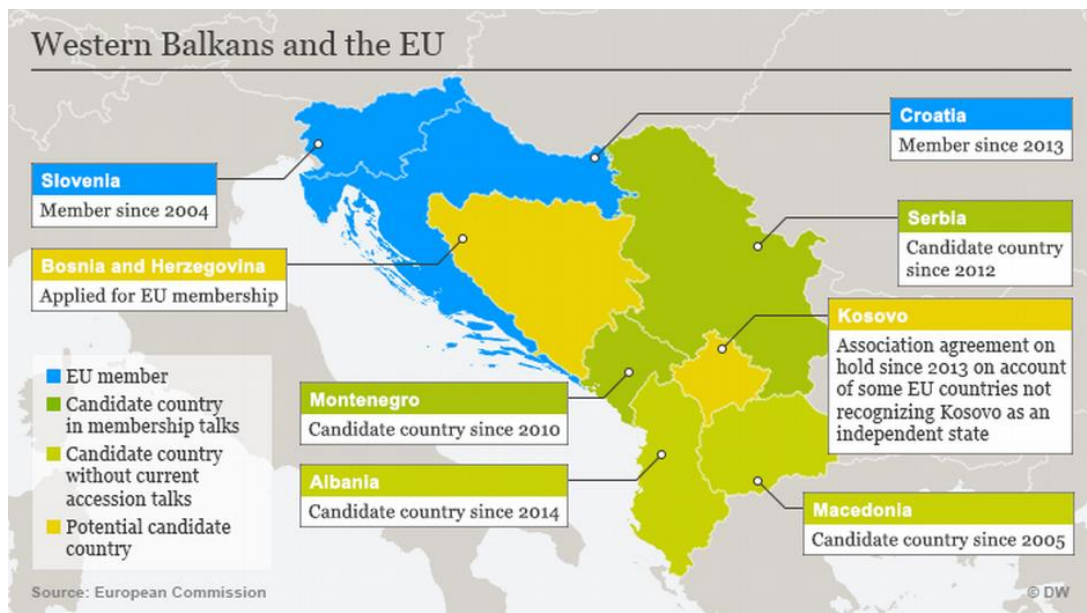 Western Balkans and the EU
Croatia
Member since 2013
Slovenia
Member since 2004
Serbia
Candidate country
since 2012
Bosnia and Herzegovina
Applied for EU membership
Kosovo
Association agreement on
hold since 2013 on account
of some EU countries not
recognizing Kosovo as an
independent state
EU member
Candidate country
in membership talks
Candidate country
without current
accession talks
Potential candidate
country
Montenegro
Candidate country since 2010
Albania
Candidate country since 2014
Macedonia
Candidate country since 2005
Source: European Commission
© DW